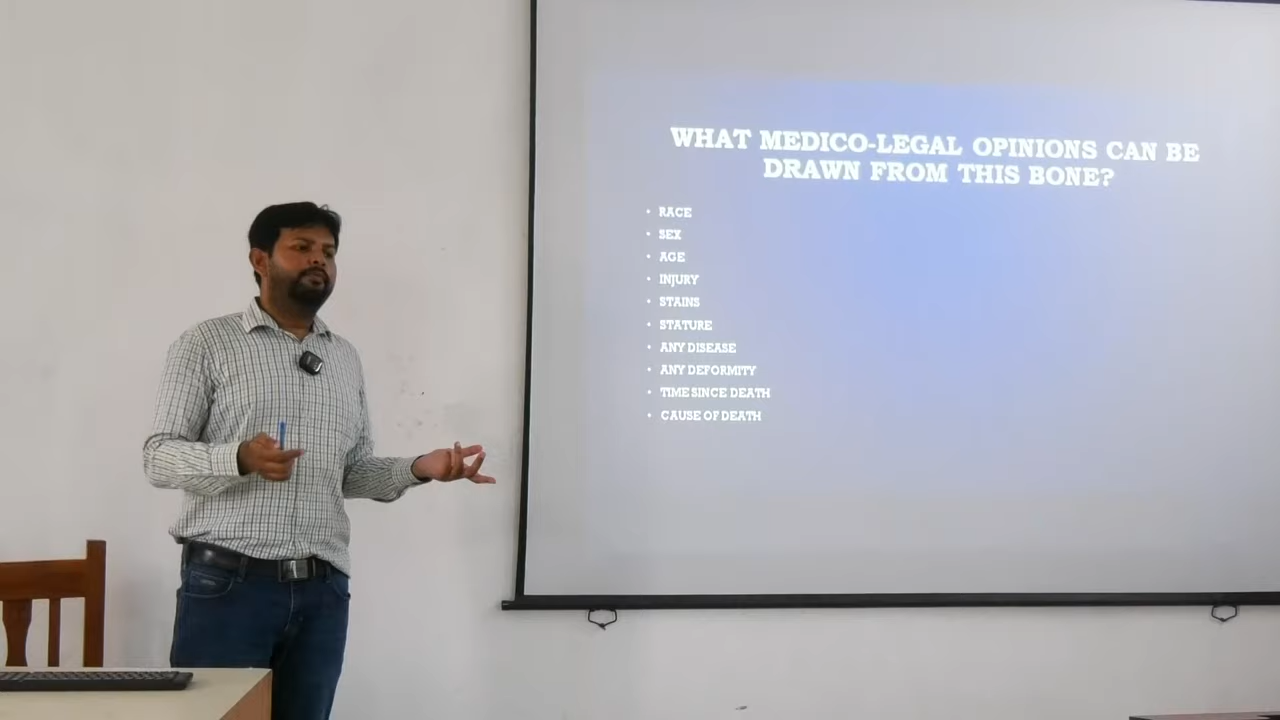 WHAT MEDICO-LEGAL OPINIONS CAN BE
DRAWN FROM THIS BONE?
• RACE
• SEX
• AGE
• INJURY
• STAINS
• STATURE
• ANY DISEASE
• ANY DEFORMITY
• TIME SINCE DEATH
• CAUSE OF DEATH